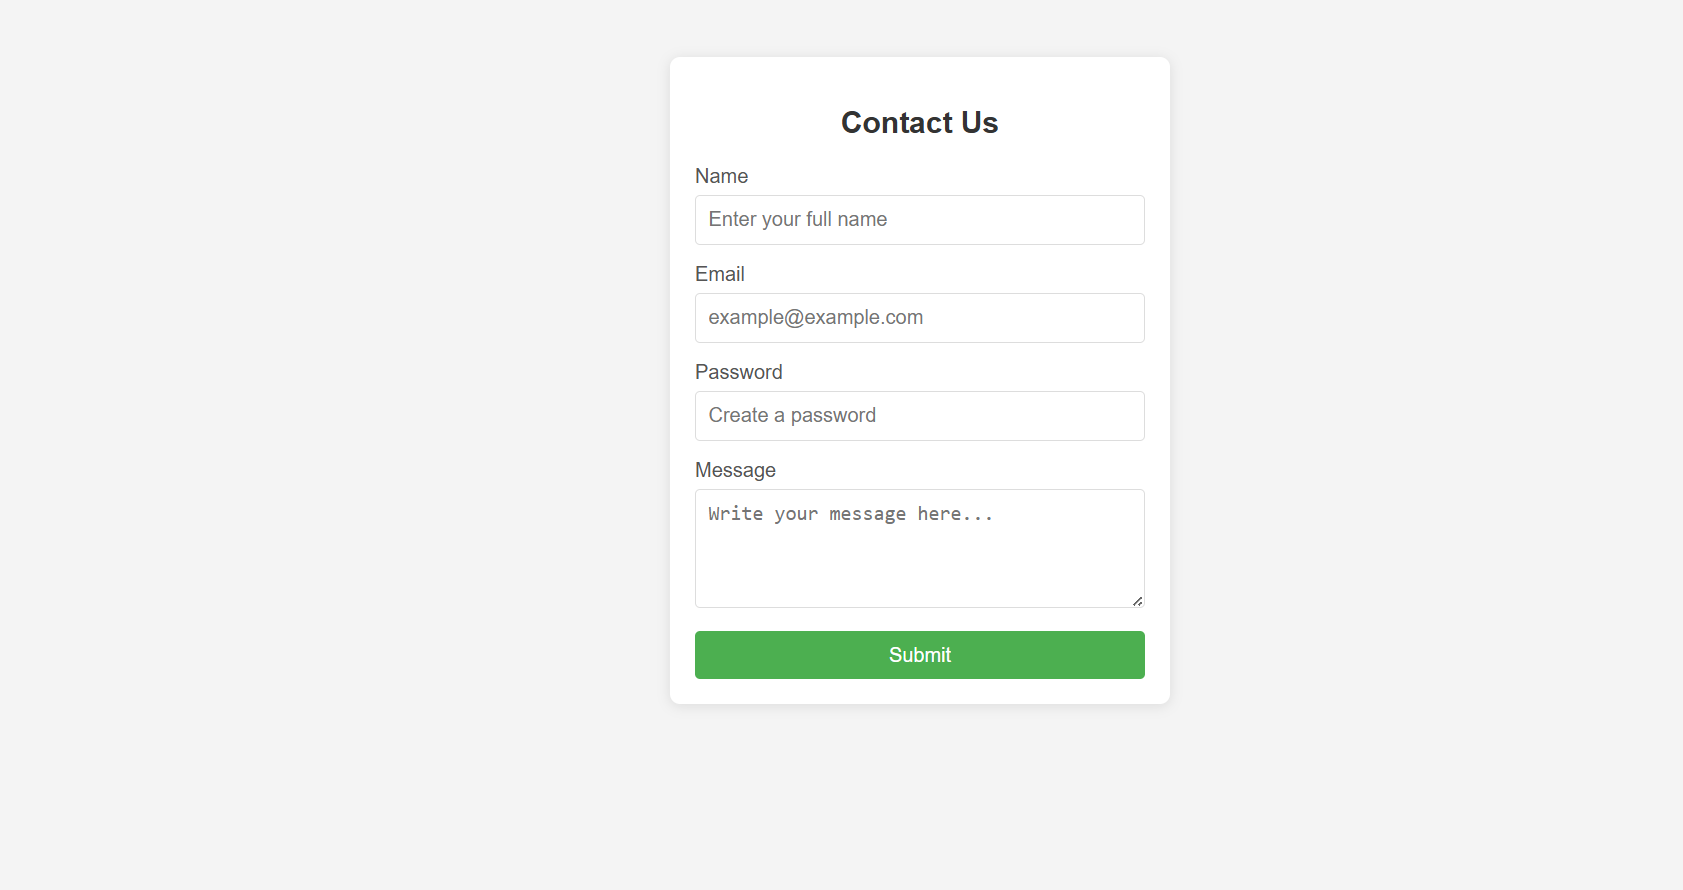 Contact Us
Name
Enter your full name
Email
example@example.com
Password
Create a password
Message
Write your message here...
Submit